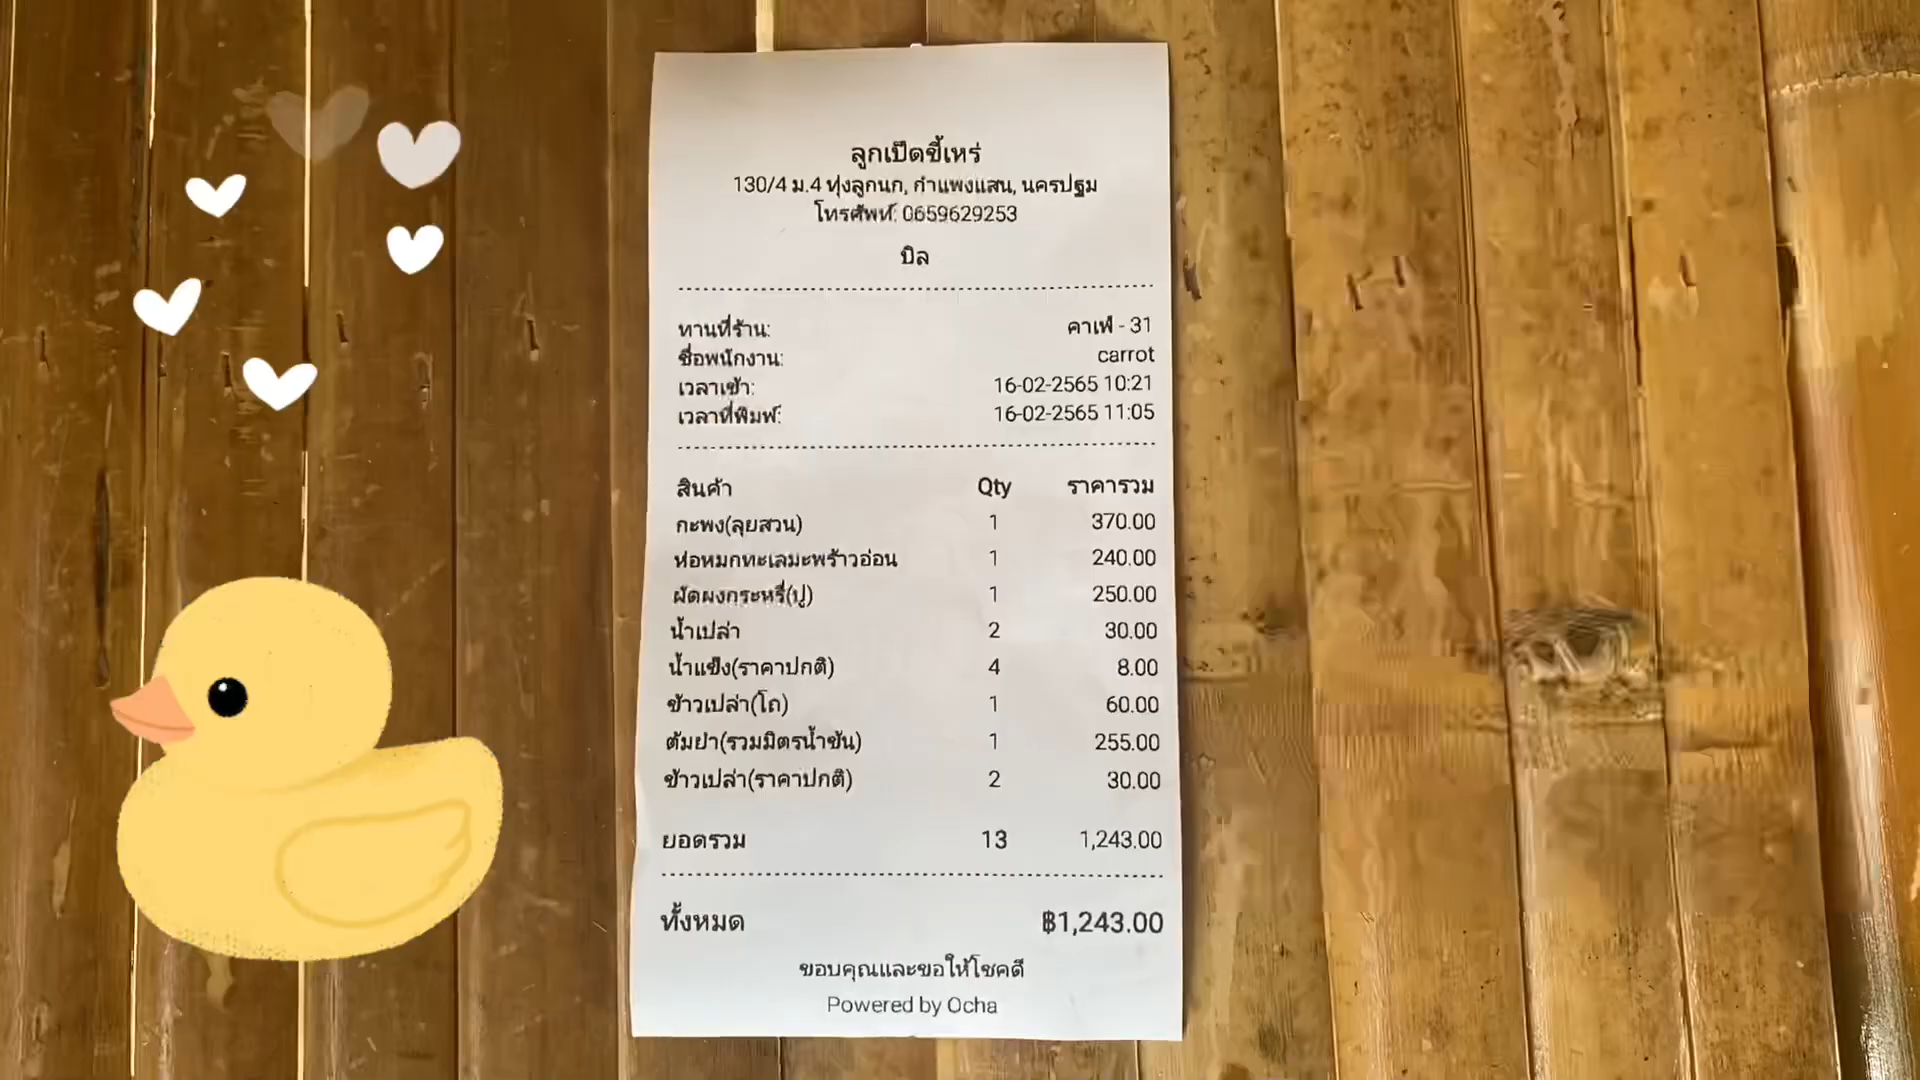 ลูกเป็ดขี้เหร่
130/4 ม.4 ทุ่งลูกนก, กำแพงแสน, นครปฐม
โทรศัพท์: 0659629253
บิล
ทานที่ร้าน: คาเฟ่ - 31
ชื่อพนักงาน: carrot
เวลาเข้า: 16-02-2565 10:21
เวลาที่พิมพ์: 16-02-2565 11:05
สินค้า Qty ราคารวม
กะพง(ลุยสวน) 1 370.00
ห่อหมกทะเลมะพร้าวอ่อน 1 240.00
ผัดผงกระหรี่(ปู) 1 250.00
น้ำเปล่า 2 30.00
น้ำแข็ง(ราคาปกติ) 4 8.00
ข้าวเปล่า(โถ) 1 60.00
ต้มยำ(รวมมิตรน้ำข้น) 1 255.00
ข้าวเปล่า(ราคาปกติ) 2 30.00
ยอดรวม 13 1,243.00
ทั้งหมด ฿1,243.00
ขอบคุณและขอให้โชคดี
Powered by Ocha